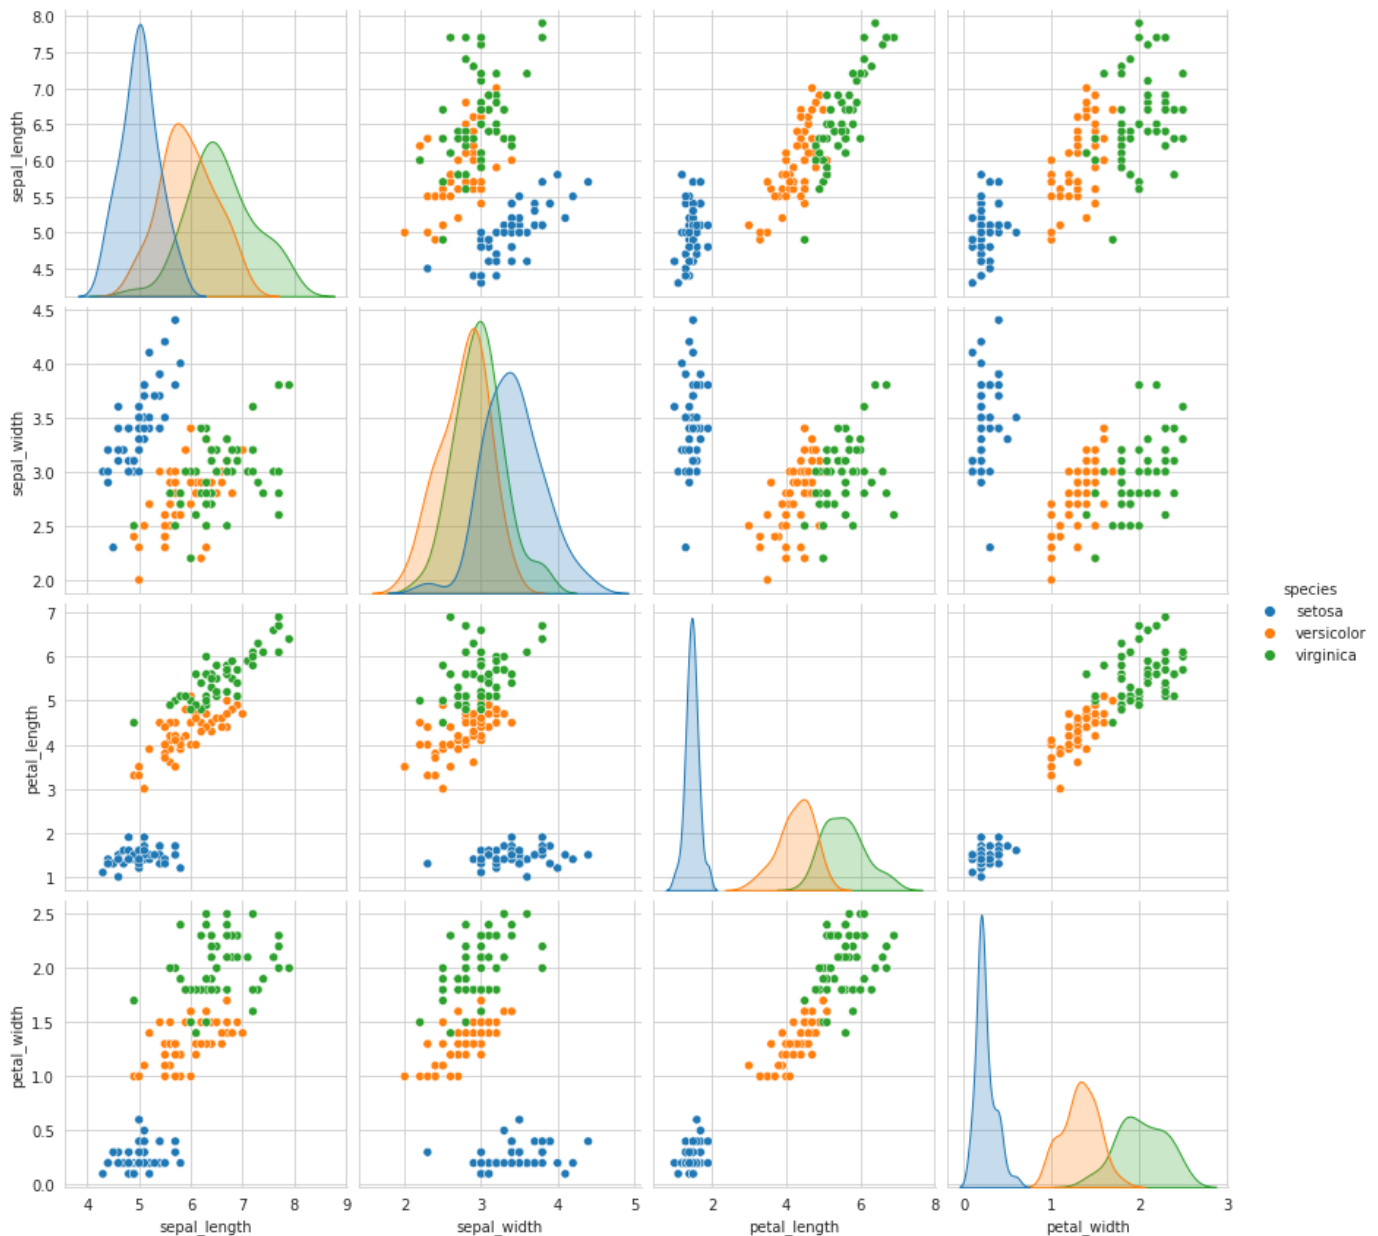 8.0
7.5
7.0
6.5
6.0
5.5
5.0
4.5
sepal_length
4.5
4.0
3.5
3.0
2.5
2.0
sepal_width
species
setosa
versicolor
virginica
7
6
5
4
3
2
1
petal_length
2.5
2.0
1.5
1.0
0.5
0.0
petal_width
4 5 6 7 8 9 2 3 4 5 2 4 6 8 0 1 2 3
sepal_length sepal_width petal_length petal_width